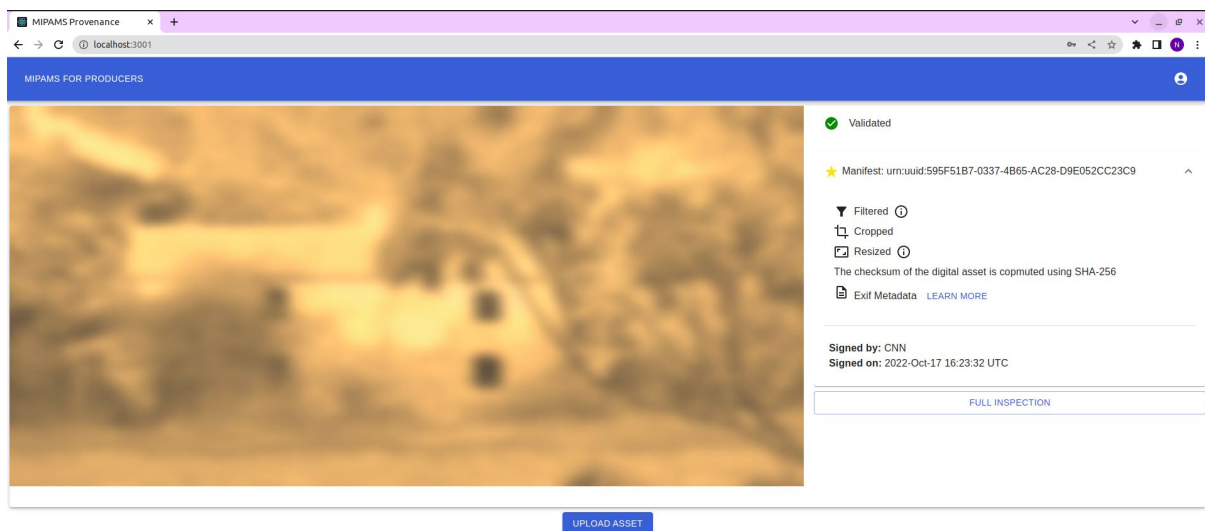 MIPAMS Provenance
localhost:3001
N
MIPAMS FOR PRODUCERS
Validated
Manifest: urn:uuid:595F51B7-0337-4B65-AC28-D9E052CC23C9
Filtered
Cropped
Resized
The checksum of the digital asset is copmuted using SHA-256
Exif Metadata LEARN MORE
Signed by: CNN
Signed on: 2022-Oct-17 16:23:32 UTC
FULL INSPECTION
UPLOAD ASSET